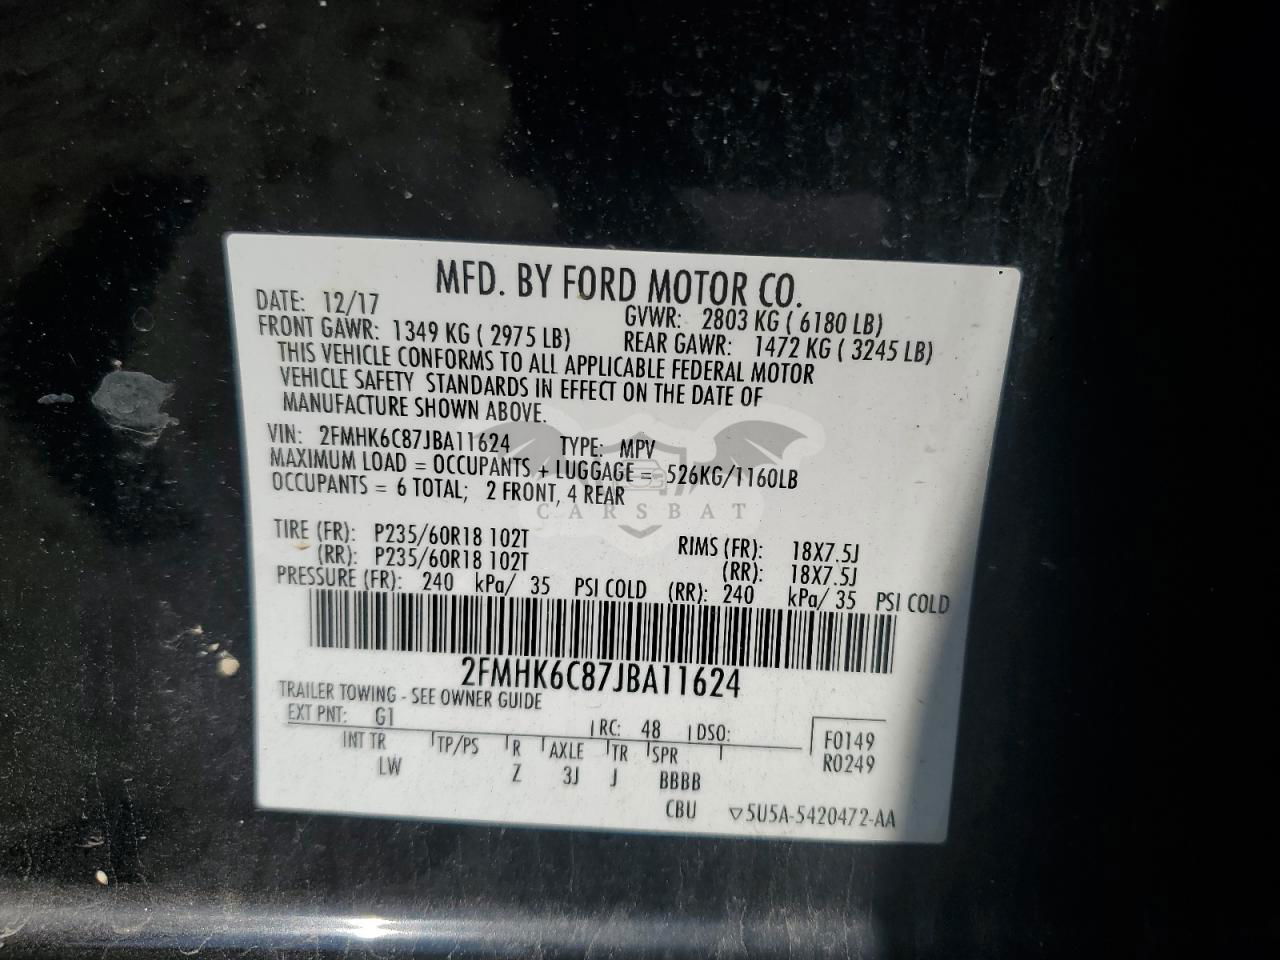 MFD. BY FORD MOTOR CO.
DATE: 12/17 GVWR: 2803 KG ( 6180 LB)
FRONT GAWR: 1349 KG ( 2975 LB) REAR GAWR: 1472 KG ( 3245 LB)
THIS VEHICLE CONFORMS TO ALL APPLICABLE FEDERAL MOTOR
VEHICLE SAFETY STANDARDS IN EFFECT ON THE DATE OF
MANUFACTURE SHOWN ABOVE.
VIN: 2FMHK6C87JBA11624 TYPE: MPV
MAXIMUM LOAD = OCCUPANTS + LUGGAGE = 526KG/1160LB
OCCUPANTS = 6 TOTAL; 2 FRONT, 4 REAR
CARSBAT
TIRE (FR): P235/60R18 102T RIMS (FR): 18X7.5J
(RR): P235/60R18 102T (RR): 18X7.5J
PRESSURE (FR): 240 kPa/ 35 PSI COLD (RR): 240 kPa/ 35 PSI COLD
2FMHK6C87JBA11624
TRAILER TOWING - SEE OWNER GUIDE
EXT PNT: G1 RC: 48 DSO: F0149
INT TR TP/PS R AXLE TR SPR R0249
LW Z 3J J BBBB
CBU ▽5U5A-5420472-AA